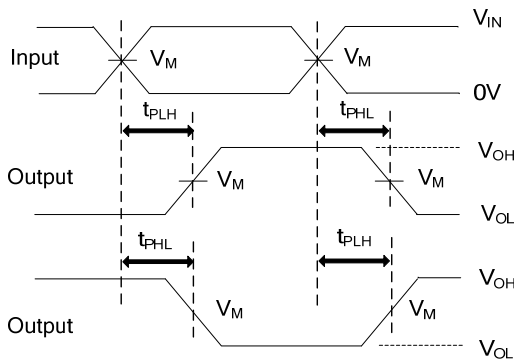 V_IN
Input V_M V_M
0V
t_PLH t_PHL
V_OH
Output V_M V_M
V_OL
t_PHL t_PLH
V_OH
V_M V_M
Output
V_OL